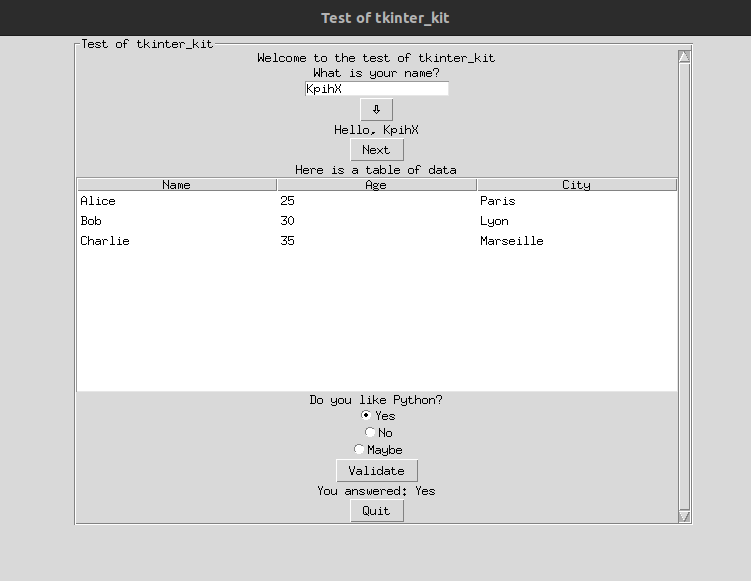 Test of tkinter_kit
Test of tkinter_kit
Welcome to the test of tkinter_kit
What is your name?
KpihX
⇩
Hello, KpihX
Next
Here is a table of data
Name Age City
Alice 25 Paris
Bob 30 Lyon
Charlie 35 Marseille
Do you like Python?
Yes
No
Maybe
Validate
You answered: Yes
Quit